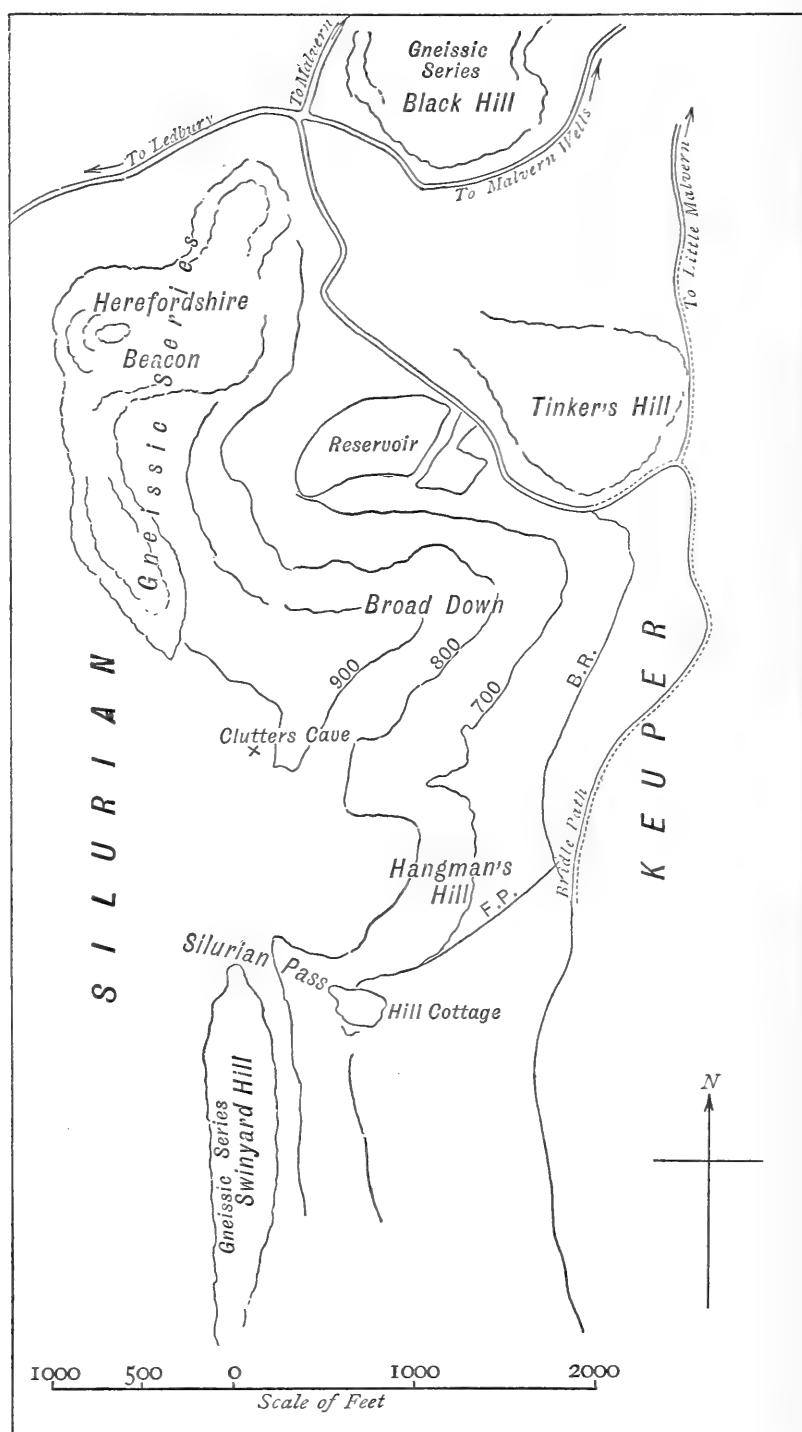 Gneissic
Series
Black Hill
To Malvern
To Ledbury
To Malvern Wells
To Little Malvern
Herefordshire
Beacon
Gneissic Series
Tinker's Hill
Reservoir
Broad Down
900
800
700
B.R.
KEUPER
SILURIAN
Clutters Cave
x
Bridle Path
Hangman's
Hill
F.P.
Silurian Pass
Hill Cottage
Gneissic Series
Swinyard Hill
N
1000 500 0 1000 2000
Scale of Feet